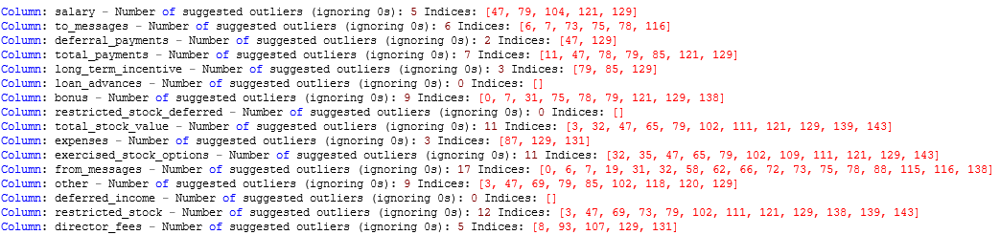 Column: salary - Number of suggested outliers (ignoring 0s): 5 Indices: [47, 79, 104, 121, 129]
Column: to_messages - Number of suggested outliers (ignoring 0s): 6 Indices: [6, 7, 73, 75, 78, 116]
Column: deferral_payments - Number of suggested outliers (ignoring 0s): 2 Indices: [47, 129]
Column: total_payments - Number of suggested outliers (ignoring 0s): 7 Indices: [11, 47, 78, 79, 85, 121, 129]
Column: long_term_incentive - Number of suggested outliers (ignoring 0s): 3 Indices: [79, 85, 129]
Column: loan_advances - Number of suggested outliers (ignoring 0s): 0 Indices: []
Column: bonus - Number of suggested outliers (ignoring 0s): 9 Indices: [0, 7, 31, 75, 78, 79, 121, 129, 138]
Column: restricted_stock_deferred - Number of suggested outliers (ignoring 0s): 0 Indices: []
Column: total_stock_value - Number of suggested outliers (ignoring 0s): 11 Indices: [3, 32, 47, 65, 79, 102, 111, 121, 129, 139, 143]
Column: expenses - Number of suggested outliers (ignoring 0s): 3 Indices: [87, 129, 131]
Column: exercised_stock_options - Number of suggested outliers (ignoring 0s): 11 Indices: [32, 35, 47, 65, 79, 102, 109, 111, 121, 129, 143]
Column: from_messages - Number of suggested outliers (ignoring 0s): 17 Indices: [0, 6, 7, 19, 31, 32, 58, 62, 66, 72, 73, 75, 78, 88, 115, 116, 138]
Column: other - Number of suggested outliers (ignoring 0s): 9 Indices: [3, 47, 69, 79, 85, 102, 118, 120, 129]
Column: deferred_income - Number of suggested outliers (ignoring 0s): 0 Indices: []
Column: restricted_stock - Number of suggested outliers (ignoring 0s): 12 Indices: [3, 47, 69, 73, 79, 102, 111, 121, 129, 138, 139, 143]
Column: director_fees - Number of suggested outliers (ignoring 0s): 5 Indices: [8, 93, 107, 129, 131]